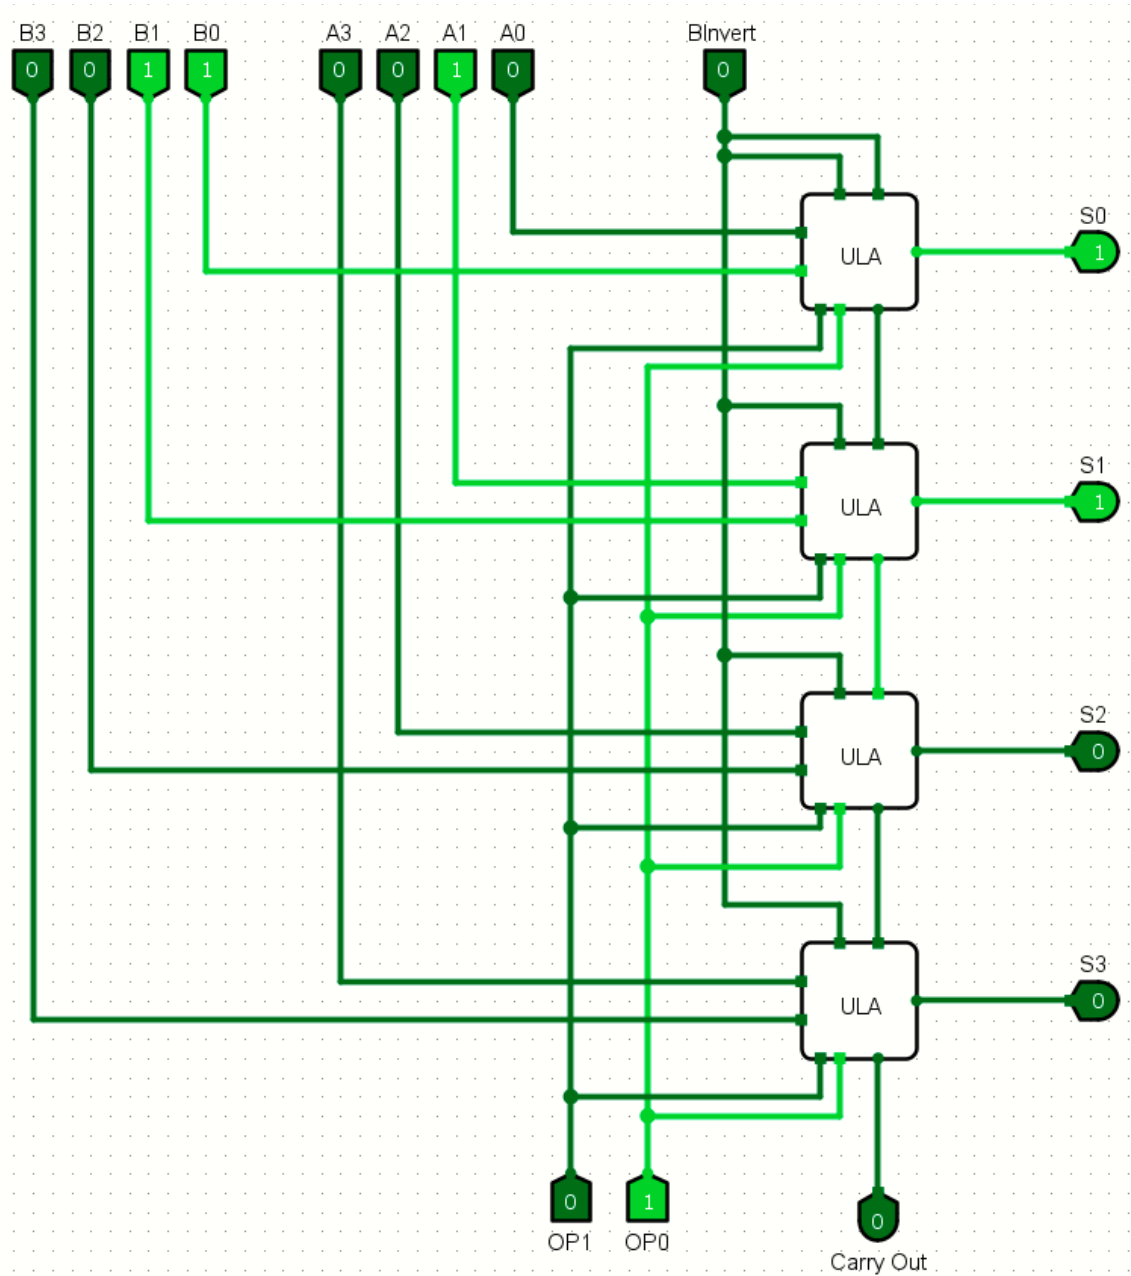 B3 B2 B1 B0 A3 A2 A1 A0 BInvert
0 0 1 1 0 0 1 0 0
S0
ULA 1
S1
ULA 1
S2
ULA 0
S3
ULA 0
0 1 0
OP1 OP0
Carry Out